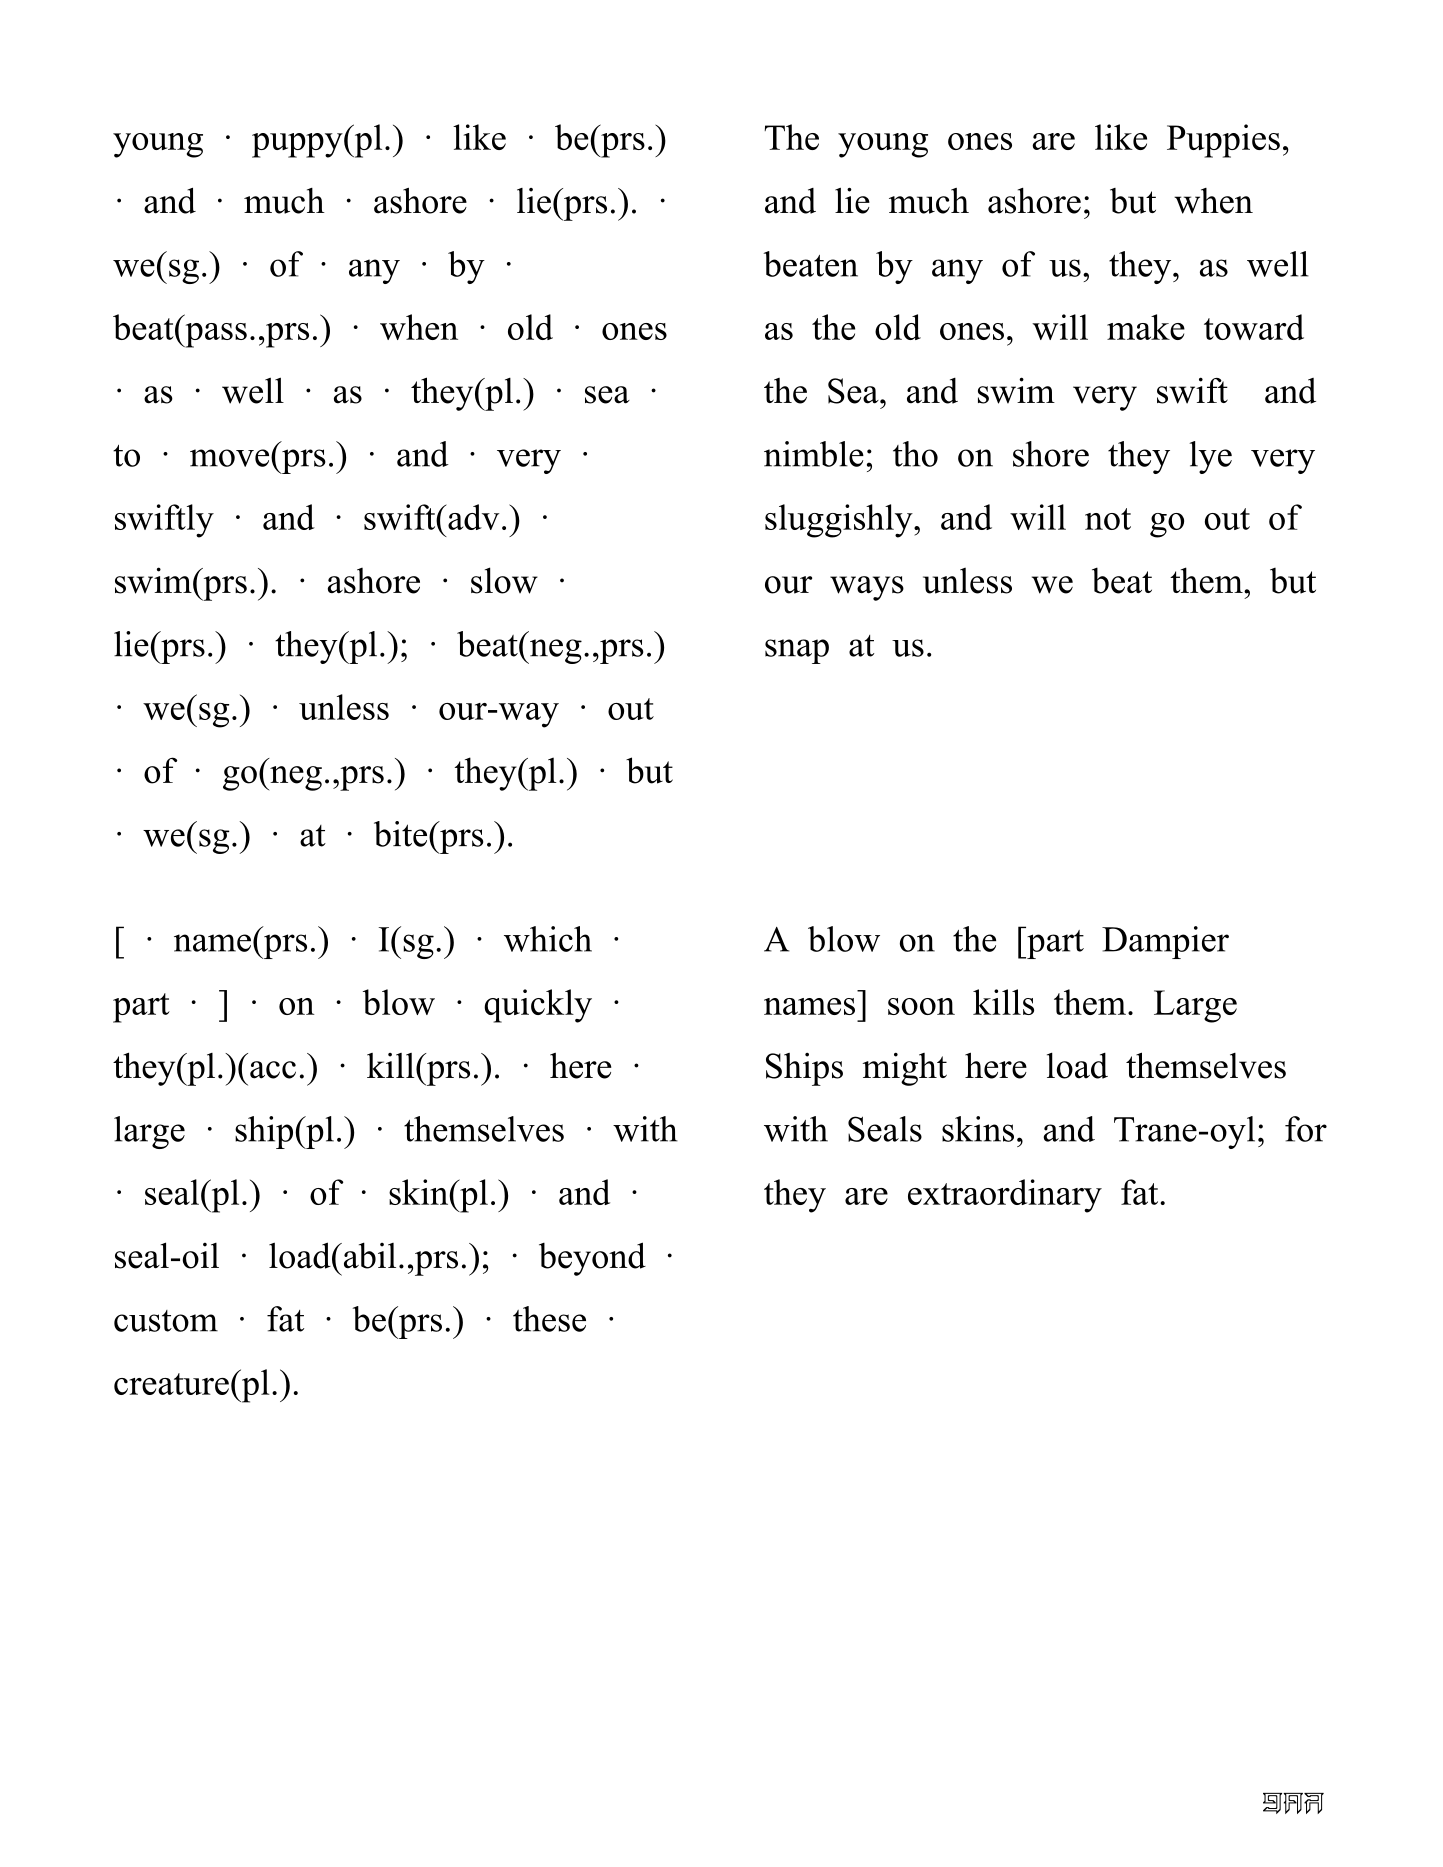 young · puppy(pl.) · like · be(prs.)
· and · much · ashore · lie(prs.). ·
we(sg.) · of · any · by ·
beat(pass.,prs.) · when · old · ones
· as · well · as · they(pl.) · sea ·
to · move(prs.) · and · very ·
swiftly · and · swift(adv.) ·
swim(prs.). · ashore · slow ·
lie(prs.) · they(pl.); · beat(neg.,prs.)
· we(sg.) · unless · our-way · out
· of · go(neg.,prs.) · they(pl.) · but
· we(sg.) · at · bite(prs.).
The young ones are like Puppies,
and lie much ashore; but when
beaten by any of us, they, as well
as the old ones, will make toward
the Sea, and swim very swift and
nimble; tho on shore they lye very
sluggishly, and will not go out of
our ways unless we beat them, but
snap at us.
[ · name(prs.) · I(sg.) · which ·
part · ] · on · blow · quickly ·
they(pl.)(acc.) · kill(prs.). · here ·
large · ship(pl.) · themselves · with
· seal(pl.) · of · skin(pl.) · and ·
seal-oil · load(abil.,prs.); · beyond ·
custom · fat · be(prs.) · these ·
creature(pl.).
A blow on the [part Dampier
names] soon kills them. Large
Ships might here load themselves
with Seals skins, and Trane-oyl; for
they are extraordinary fat.